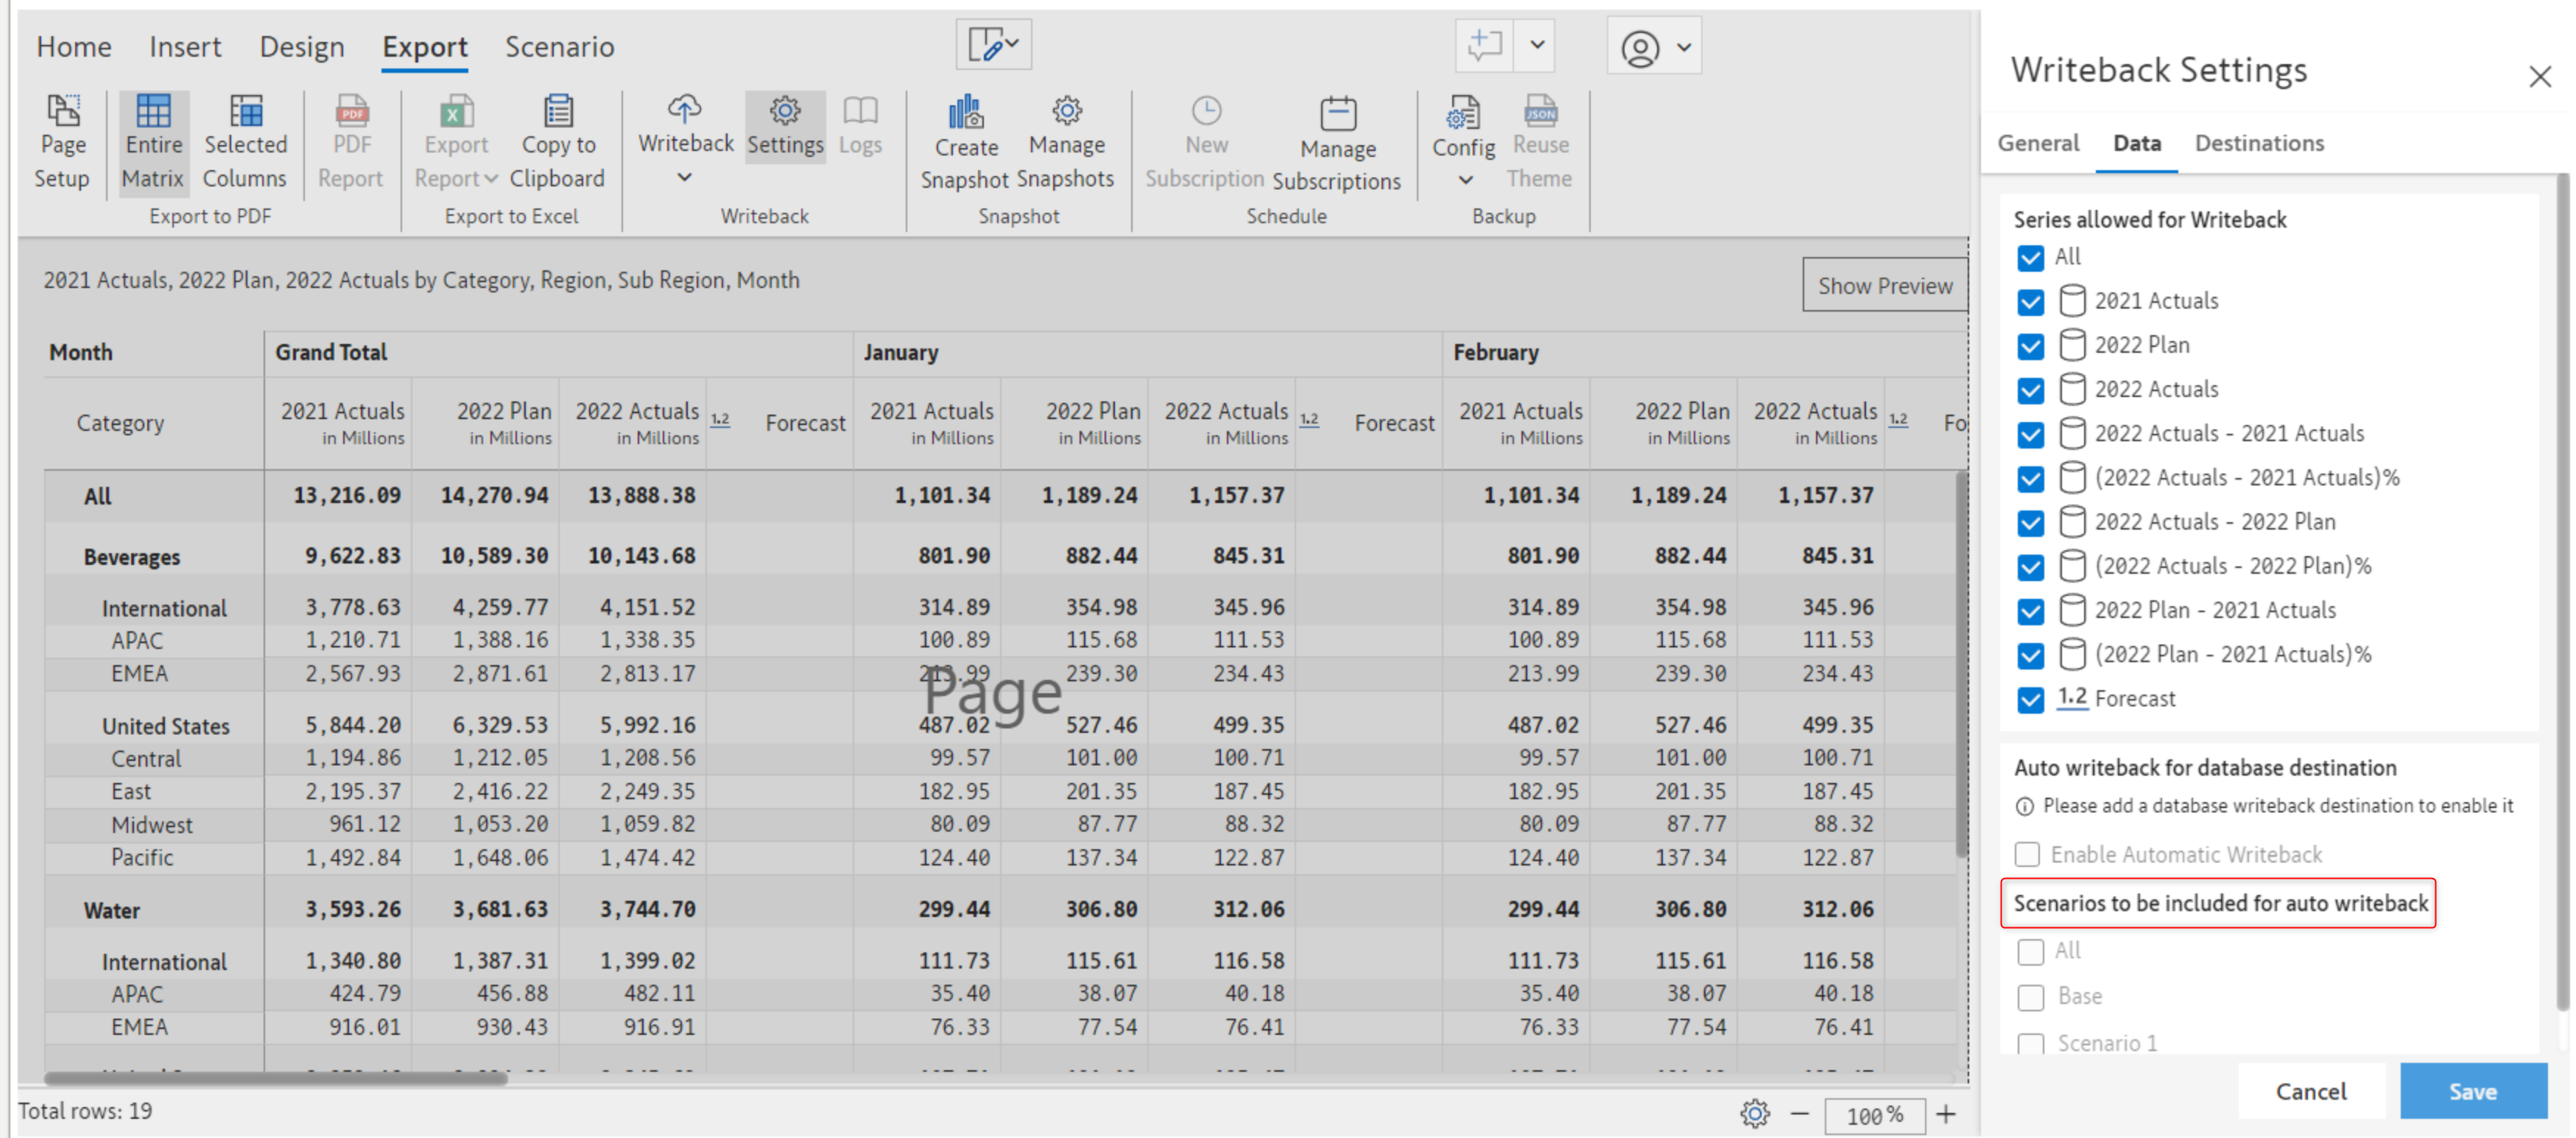 Home Insert Design Export Scenario
Page Setup
Entire Matrix
Selected Columns
PDF Report
Export Report
Copy to Clipboard
Writeback
Settings
Logs
Create Snapshot
Manage Snapshots
New Subscription
Manage Subscriptions
Config
JSON
Reuse Theme
Export to PDF Export to Excel Writeback Snapshot Schedule Backup
2021 Actuals, 2022 Plan, 2022 Actuals by Category, Region, Sub Region, Month
Show Preview
Month Grand Total January February
Category 2021 Actuals in Millions 2022 Plan in Millions 2022 Actuals in Millions 1.2 Forecast 2021 Actuals in Millions 2022 Plan in Millions 2022 Actuals in Millions 1.2 Forecast 2021 Actuals in Millions 2022 Plan in Millions 2022 Actuals in Millions 1.2 Fo
All 13,216.09 14,270.94 13,888.38 1,101.34 1,189.24 1,157.37 1,101.34 1,189.24 1,157.37
Beverages 9,622.83 10,589.30 10,143.68 801.90 882.44 845.31 801.90 882.44 845.31
International 3,778.63 4,259.77 4,151.52 314.89 354.98 345.96 314.89 354.98 345.96
APAC 1,210.71 1,388.16 1,338.35 100.89 115.68 111.53 100.89 115.68 111.53
EMEA 2,567.93 2,871.61 2,813.17 213.99 239.30 234.43 213.99 239.30 234.43
Page
United States 5,844.20 6,329.53 5,992.16 487.02 527.46 499.35 487.02 527.46 499.35
Central 1,194.86 1,212.05 1,208.56 99.57 101.00 100.71 99.57 101.00 100.71
East 2,195.37 2,416.22 2,249.35 182.95 201.35 187.45 182.95 201.35 187.45
Midwest 961.12 1,053.20 1,059.82 80.09 87.77 88.32 80.09 87.77 88.32
Pacific 1,492.84 1,648.06 1,474.42 124.40 137.34 122.87 124.40 137.34 122.87
Water 3,593.26 3,681.63 3,744.70 299.44 306.80 312.06 299.44 306.80 312.06
International 1,340.80 1,387.31 1,399.02 111.73 115.61 116.58 111.73 115.61 116.58
APAC 424.79 456.88 482.11 35.40 38.07 40.18 35.40 38.07 40.18
EMEA 916.01 930.43 916.91 76.33 77.54 76.41 76.33 77.54 76.41
Total rows: 19
100 %
Writeback Settings
General Data Destinations
Series allowed for Writeback
All
2021 Actuals
2022 Plan
2022 Actuals
2022 Actuals - 2021 Actuals
(2022 Actuals - 2021 Actuals)%
2022 Actuals - 2022 Plan
(2022 Actuals - 2022 Plan)%
2022 Plan - 2021 Actuals
(2022 Plan - 2021 Actuals)%
1.2 Forecast
Auto writeback for database destination
Please add a database writeback destination to enable it
Enable Automatic Writeback
Scenarios to be included for auto writeback
All
Base
Scenario 1
Cancel Save